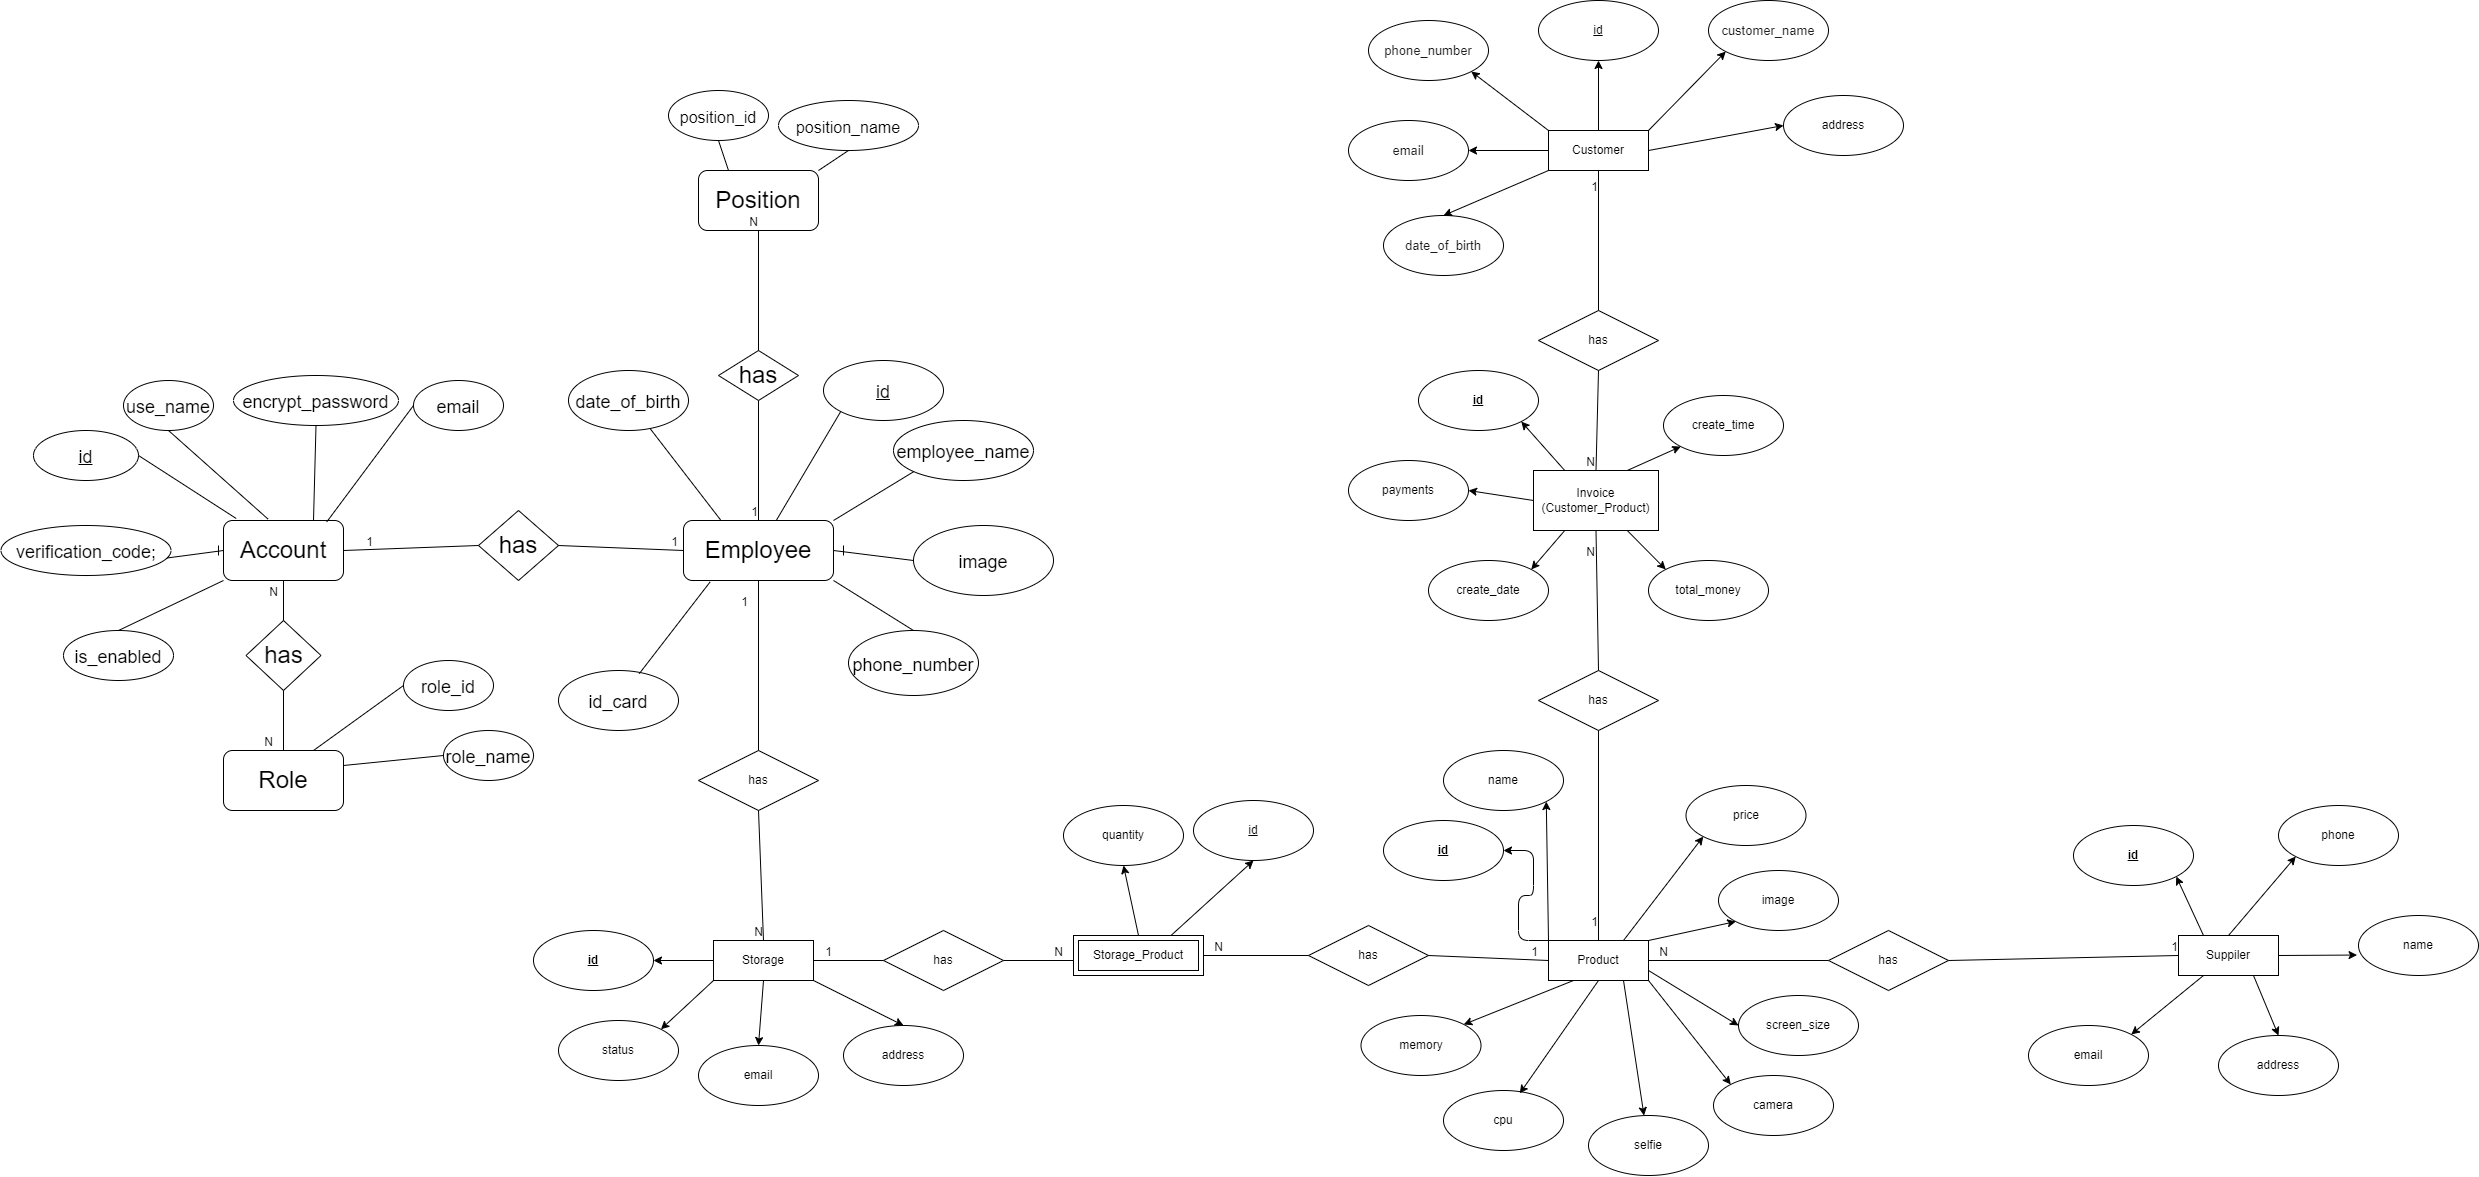 id
customer_name
phone_number
address
Customer
email
1
date_of_birth
has
id
create_time
N
payments
Invoice
(Customer_Product)
N
create_date
total_money
has
position_id
position_name
Position
N
has
date_of_birth
id
employee_name
1
1
Employee
image
1
id_card
phone_number
use_name
encrypt_password
email
id
verification_code;
Account
1
has
N
is_enabled
has
role_id
N
role_name
Role
has
N
id
Storage
1
has
N
status
email
address
quantity
id
Storage_Product
N
has
1
name
price
id
image
1
Product
N
has
1
memory
screen_size
cpu
camera
selfie
id
phone
name
Suppiler
email
address